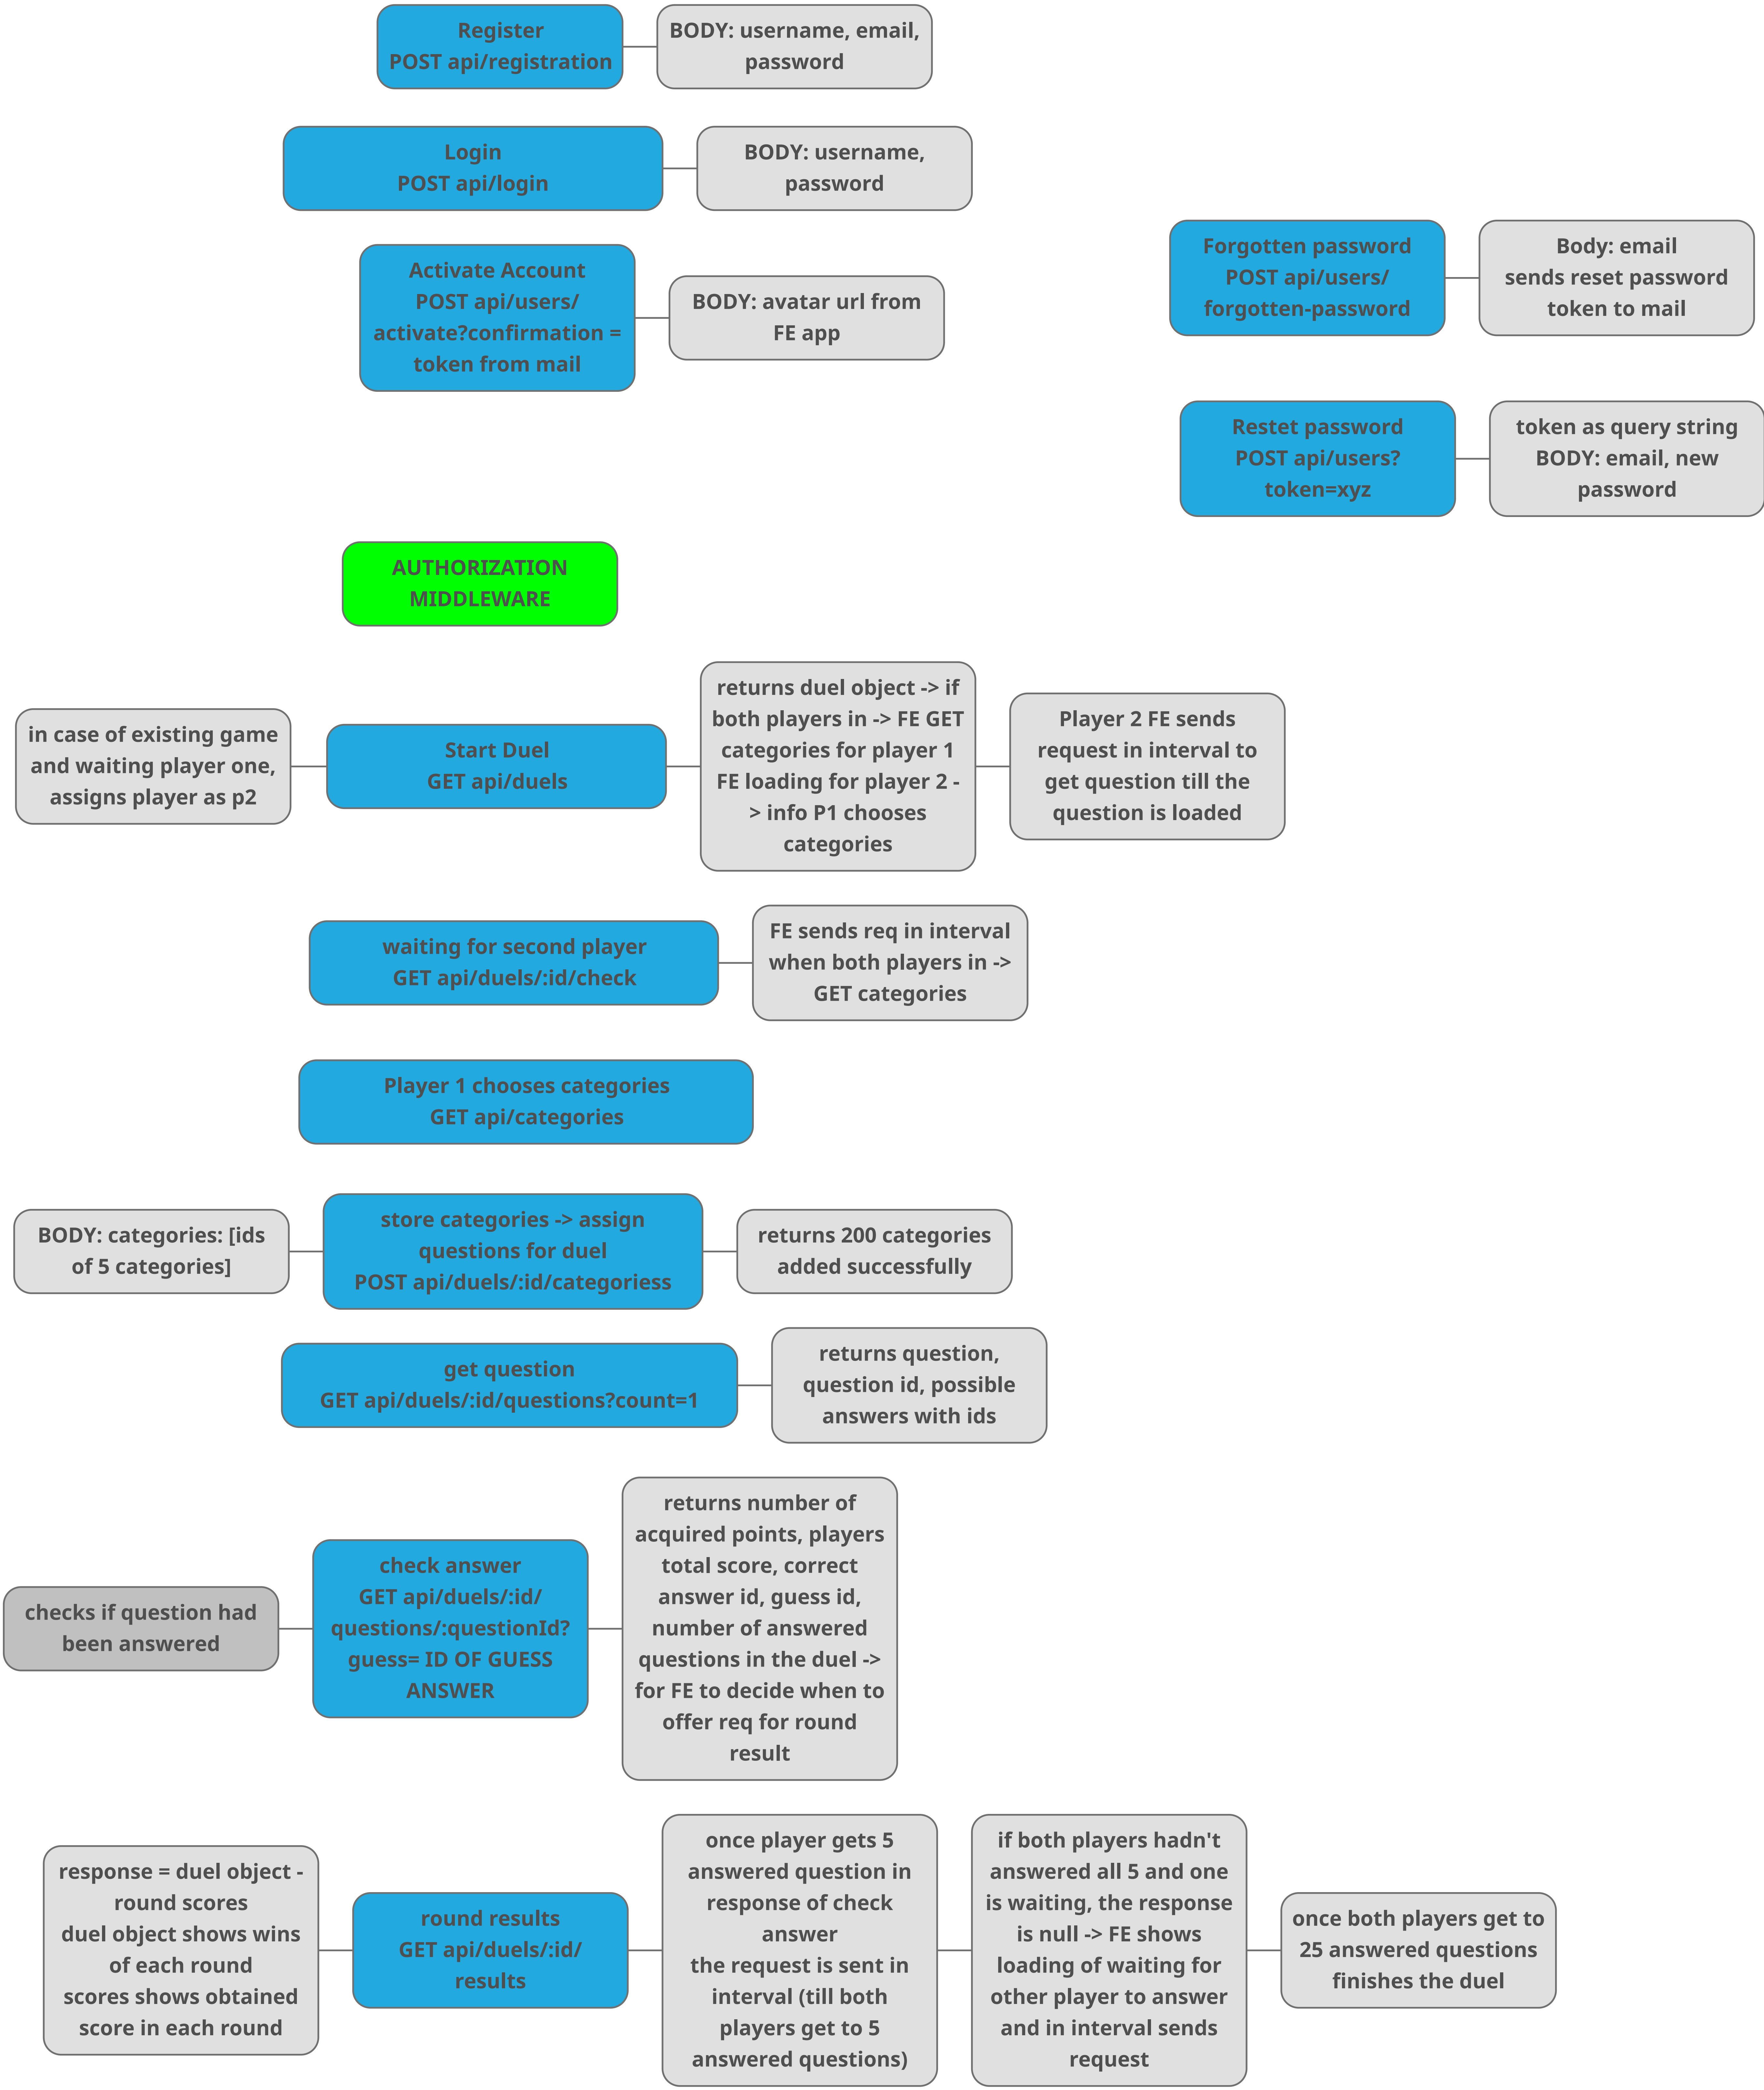 Register
POST api/registration
BODY: username, email,
password
Login
POST api/login
BODY: username,
password
Activate Account
POST api/users/
activate?confirmation =
token from mail
BODY: avatar url from
FE app
Forgotten password
POST api/users/
forgotten-password
Body: email
sends reset password
token to mail
Restet password
POST api/users?
token=xyz
token as query string
BODY: email, new
password
AUTHORIZATION
MIDDLEWARE
in case of existing game
and waiting player one,
assigns player as p2
Start Duel
GET api/duels
returns duel object -> if
both players in -> FE GET
categories for player 1
FE loading for player 2 -
> info P1 chooses
categories
Player 2 FE sends
request in interval to
get question till the
question is loaded
waiting for second player
GET api/duels/:id/check
FE sends req in interval
when both players in ->
GET categories
Player 1 chooses categories
GET api/categories
BODY: categories: [ids
of 5 categories]
store categories -> assign
questions for duel
POST api/duels/:id/categoriess
returns 200 categories
added successfully
get question
GET api/duels/:id/questions?count=1
returns question,
question id, possible
answers with ids
checks if question had
been answered
check answer
GET api/duels/:id/
questions/:questionId?
guess= ID OF GUESS
ANSWER
returns number of
acquired points, players
total score, correct
answer id, guess id,
number of answered
questions in the duel ->
for FE to decide when to
offer req for round
result
response = duel object -
round scores
duel object shows wins
of each round
scores shows obtained
score in each round
round results
GET api/duels/:id/
results
once player gets 5
answered question in
response of check
answer
the request is sent in
interval (till both
players get to 5
answered questions)
if both players hadn't
answered all 5 and one
is waiting, the response
is null -> FE shows
loading of waiting for
other player to answer
and in interval sends
request
once both players get to
25 answered questions
finishes the duel